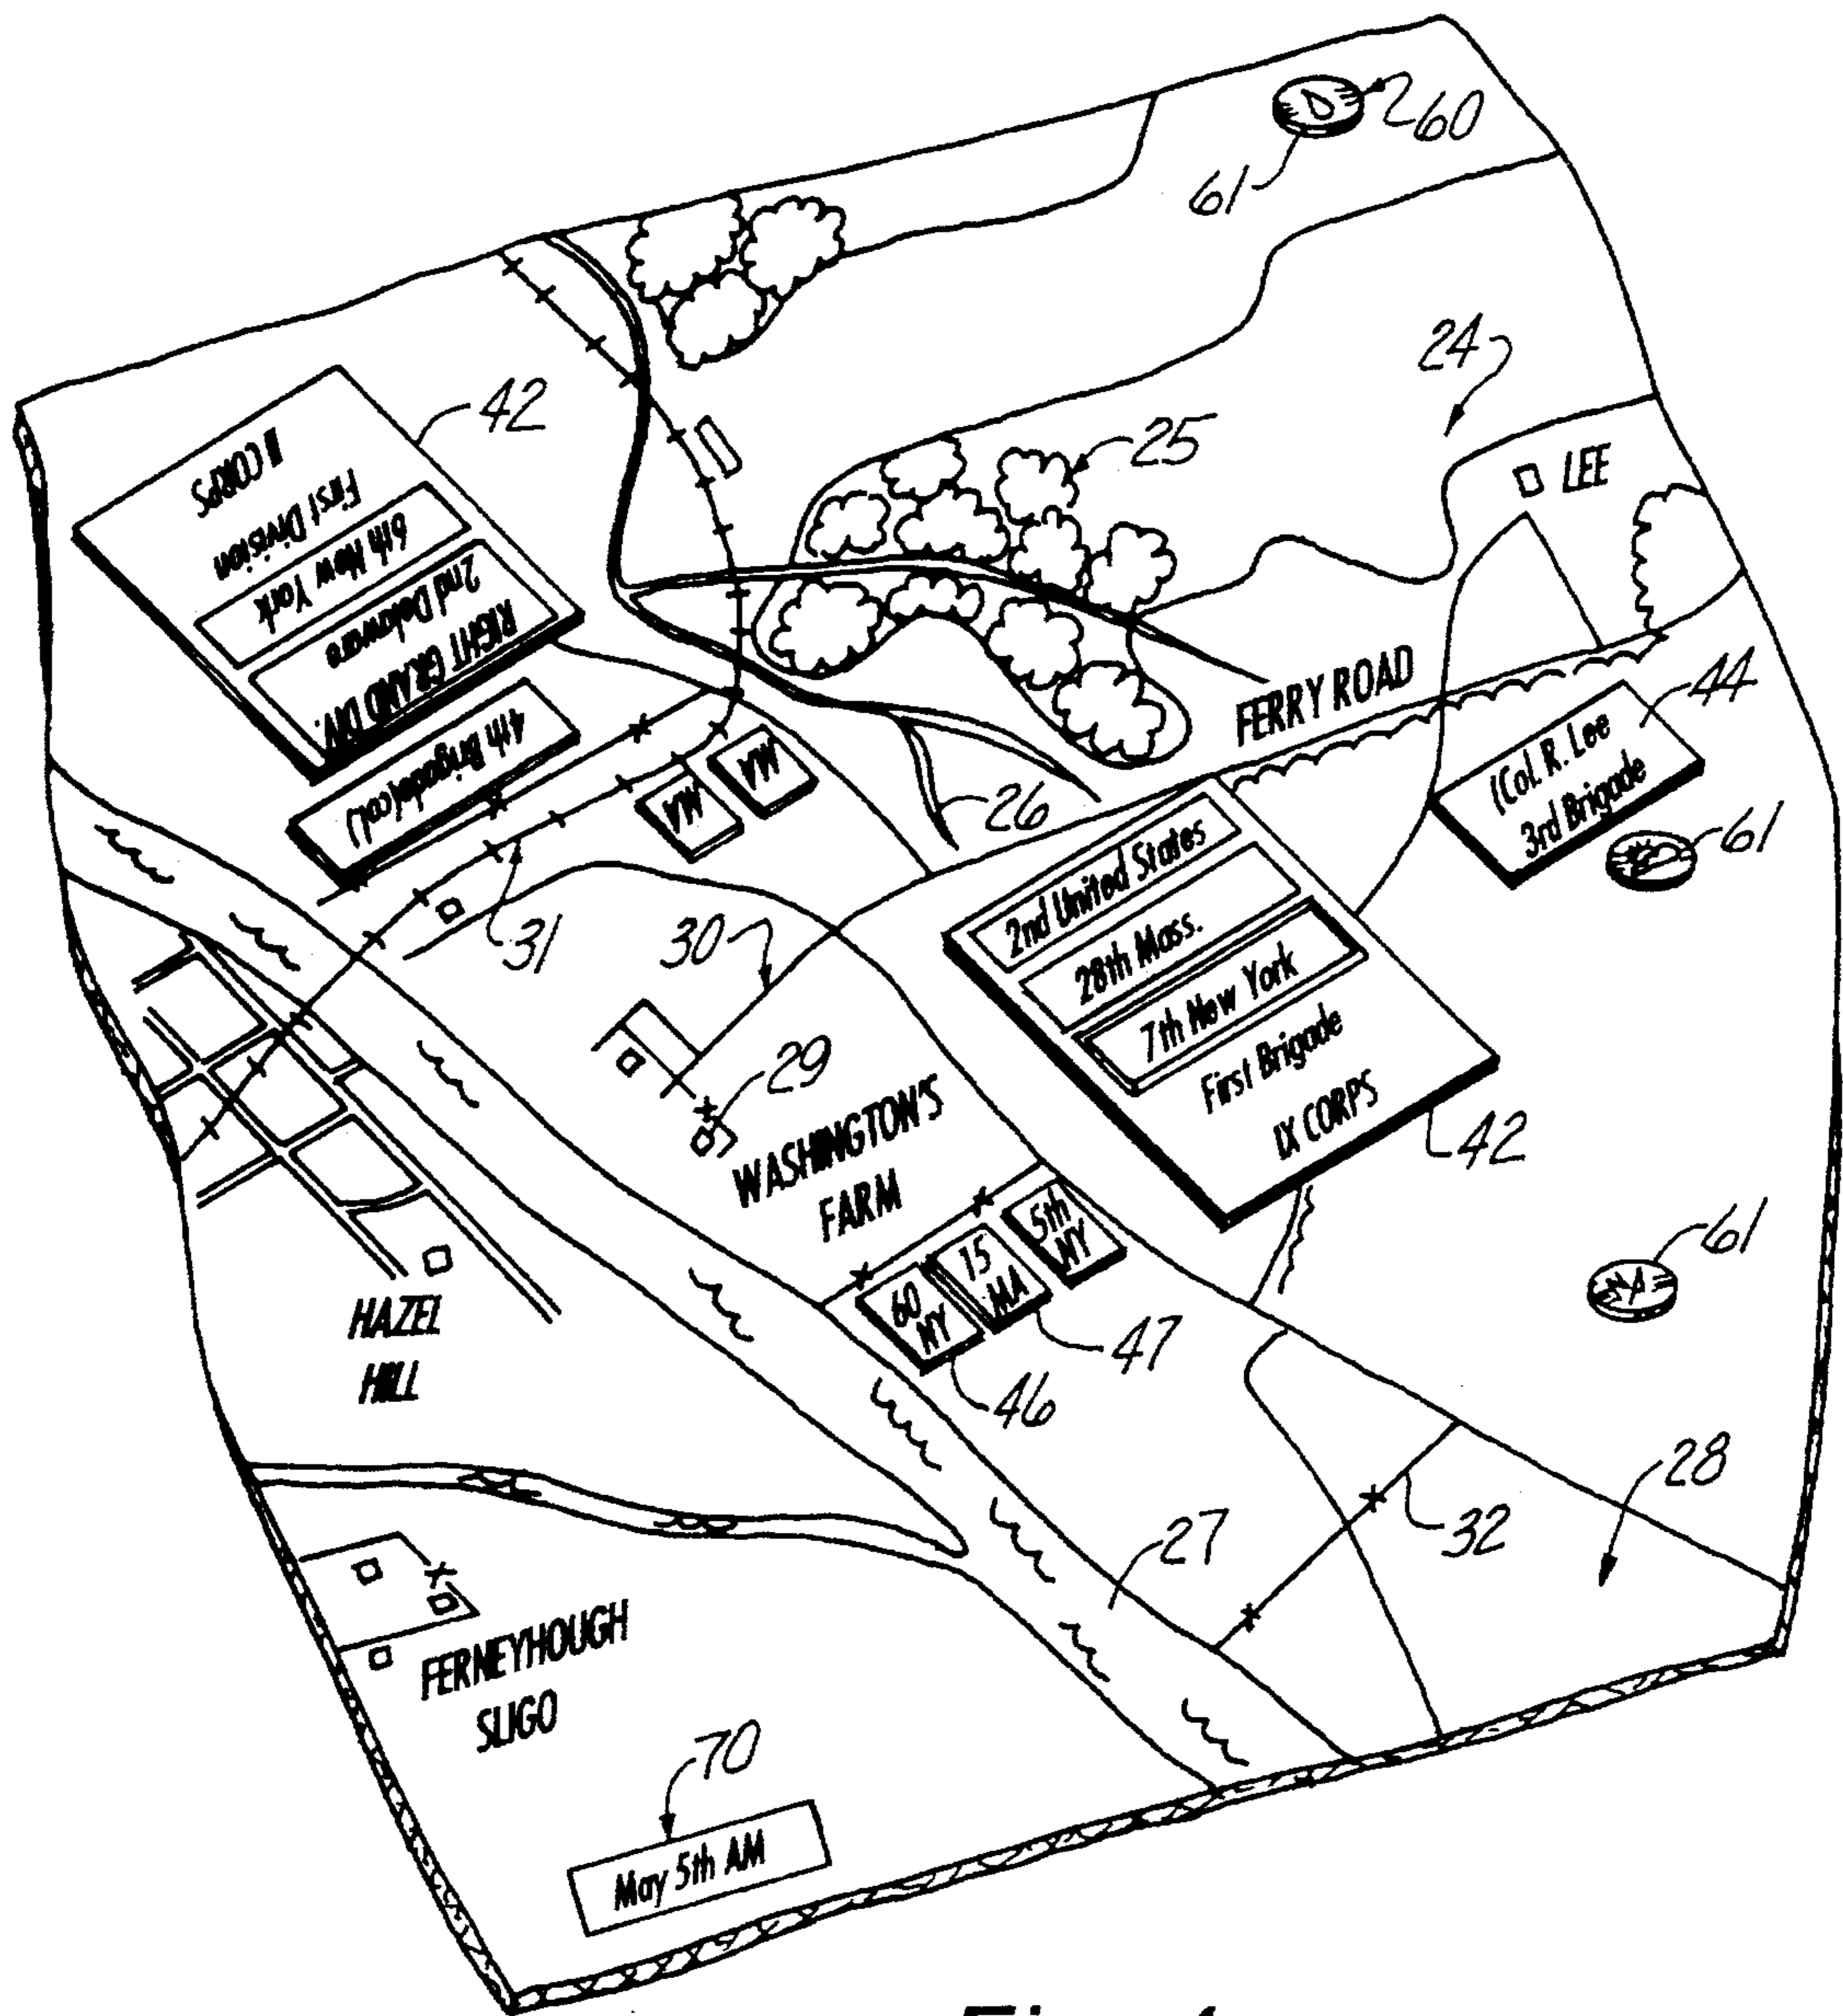 260
61
24
42
II CORPS
First Division
6th New York
2nd Delaware
RIGHT GRAND DIV.
25
LEE
4th Brigade (col.)
MA
MA
26
FERRY ROAD
44
(Col. R. Lee
3rd Brigade
61
31
30
2nd United States
28th Mass.
7th New York
First Brigade
IX CORPS
42
29
WASHINGTON'S
FARM
5th
NY
15
MA
60
NY
47
46
61
HAZEL
HILL
28
27
32
FERNEYHOUGH
SLIGO
70
May 5th AM